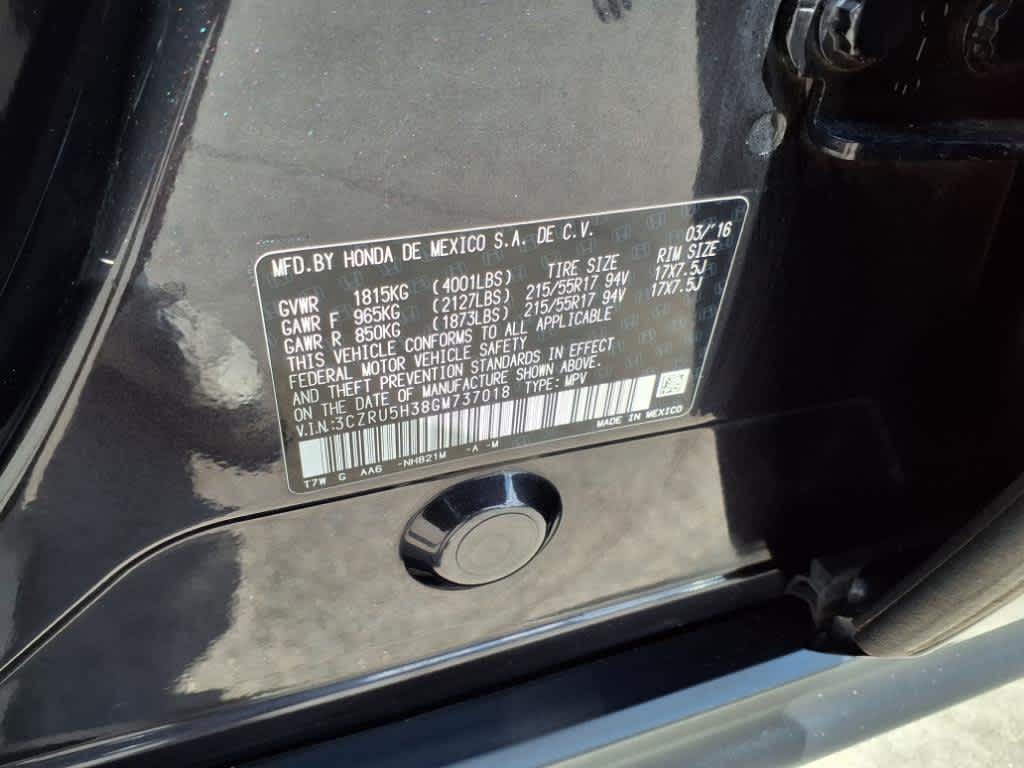 MFD.BY HONDA DE MEXICO S.A. DE C.V. 03/'16
GVWR 1815KG (4001LBS) TIRE SIZE RIM SIZE
GAWR F 965KG (2127LBS) 215/55R17 94V 17X7.5J
GAWR R 850KG (1873LBS) 215/55R17 94V 17X7.5J
THIS VEHICLE CONFORMS TO ALL APPLICABLE
FEDERAL MOTOR VEHICLE SAFETY
AND THEFT PREVENTION STANDARDS IN EFFECT
ON THE DATE OF MANUFACTURE SHOWN ABOVE.
V.I.N.:3CZRU5H38GM737018 TYPE: MPV
T7W G AA6 -NH821M -A -M MADE IN MEXICO